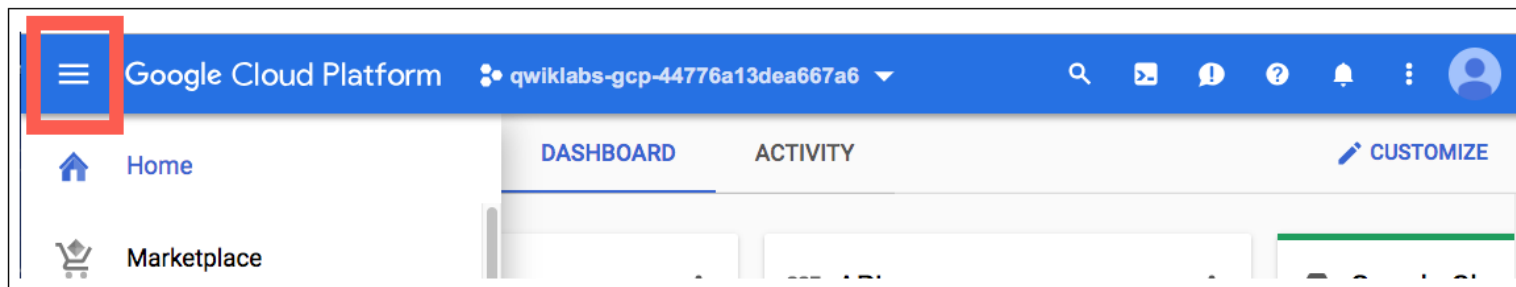 Google Cloud Platform qwiklabs-gcp-44776a13dea667a6
Home
DASHBOARD ACTIVITY CUSTOMIZE
Marketplace